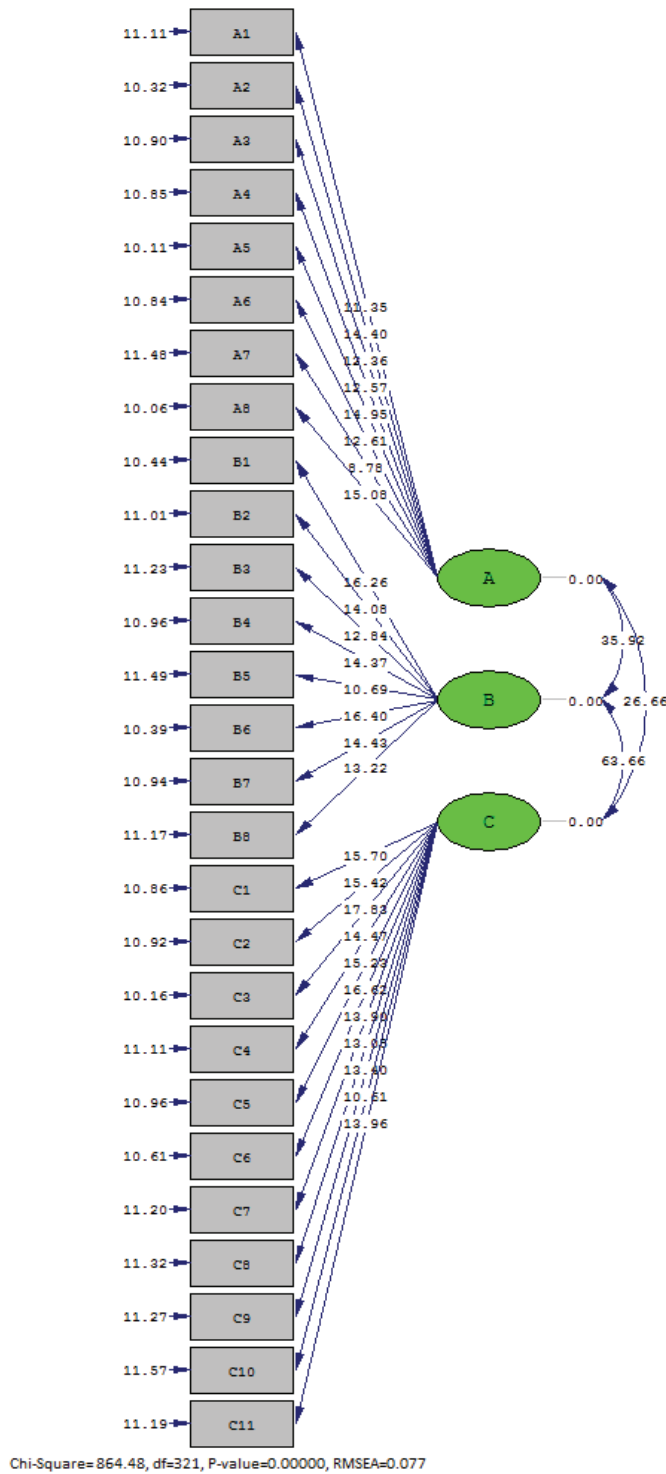 11.11 A1
10.32 A2
10.90 A3
10.85 A4
10.11 A5
10.84 A6
11.48 A7
10.06 A8
10.44 B1
11.01 B2
11.23 B3
10.96 B4
11.49 B5
10.39 B6
10.94 B7
11.17 B8
10.86 C1
10.92 C2
10.16 C3
11.11 C4
10.96 C5
10.61 C6
11.20 C7
11.32 C8
11.27 C9
11.57 C10
11.19 C11
11.35
14.40
12.36
12.57
14.95
12.61
8.78
15.08
16.26
14.08
12.84
14.37
10.69
16.40
14.43
13.22
15.70
15.42
17.83
14.47
15.23
16.62
13.90
13.40
10.61
13.96
A 0.00
35.92
B 0.00 26.66
63.66
C 0.00
Chi-Square=864.48, df=321, P-value=0.00000, RMSEA=0.077